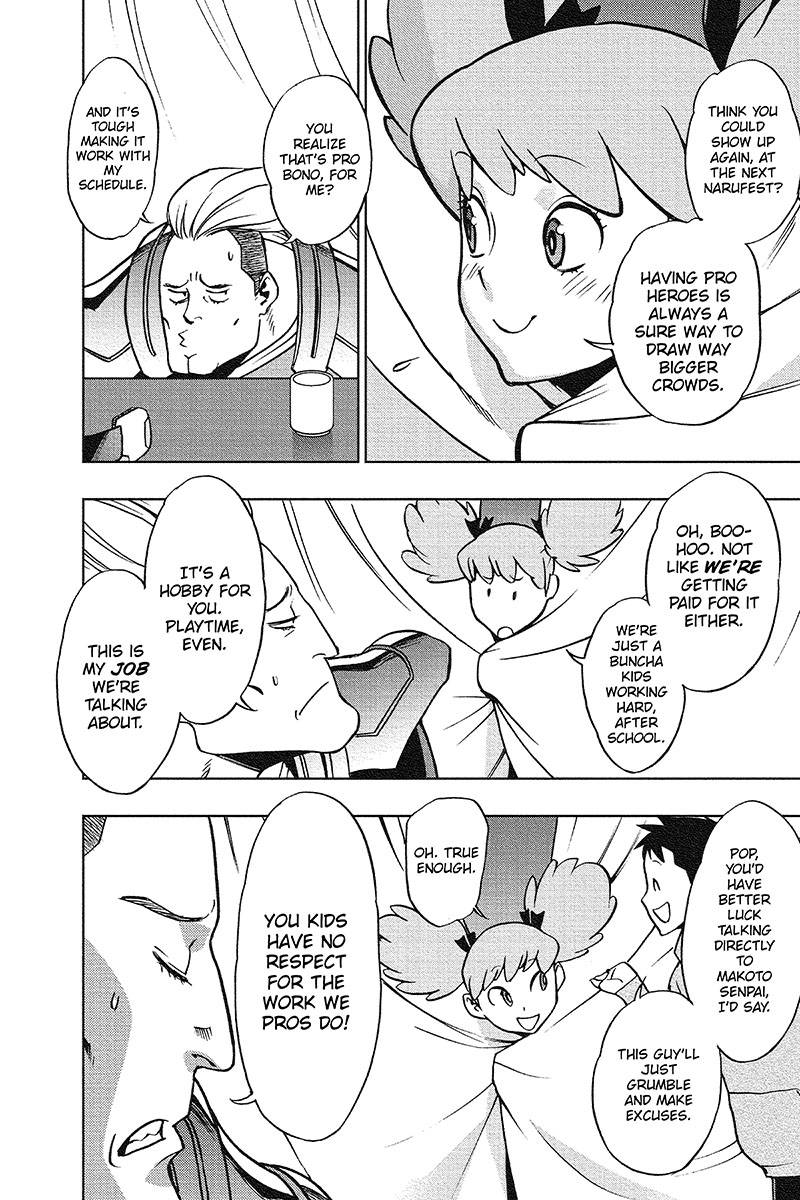 THINK YOU
COULD
SHOW UP
AGAIN, AT
THE NEXT
NARUFEST?
HAVING PRO
HEROES IS
ALWAYS A
SURE WAY TO
DRAW WAY
BIGGER
CROWDS.
YOU
REALIZE
THAT'S PRO
BONO, FOR
ME?
AND IT'S
TOUGH
MAKING IT
WORK WITH
MY
SCHEDULE.
OH, BOO-
HOO. NOT
LIKE WE'RE
GETTING
PAID FOR IT
EITHER.
WE'RE
JUST A
BUNCHA
KIDS
WORKING
HARD,
AFTER
SCHOOL.
IT'S A
HOBBY FOR
YOU.
PLAYTIME,
EVEN.
THIS IS
MY JOB
WE'RE
TALKING
ABOUT.
POP,
YOU'D
HAVE
BETTER
LUCK
TALKING
DIRECTLY
TO
MAKOTO
SENPAI,
I'D SAY.
THIS GUY'LL
JUST
GRUMBLE
AND MAKE
EXCUSES.
OH. TRUE
ENOUGH.
YOU KIDS
HAVE NO
RESPECT
FOR THE
WORK WE
PROS DO!